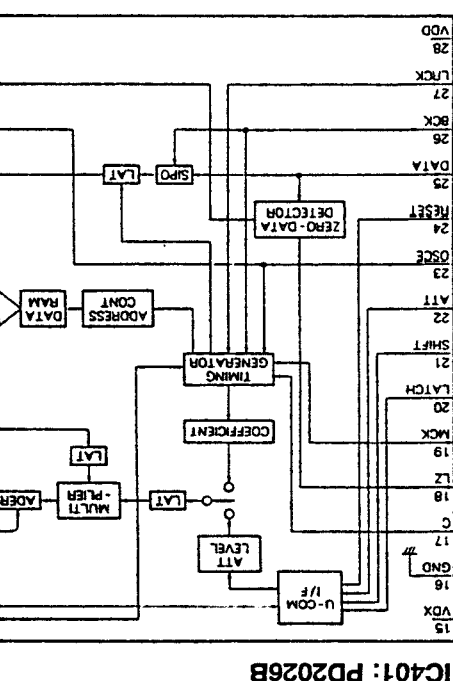 IC401 : PD2026B
15
VDX
16
GND
17
C
18
LZ
19
MCK
20
LATCH
21
SHIFT
22
ATT
23
OSCE
24
RESET
25
DATA
26
BCK
27
LRCK
28
VDD
U-COM
I/F
ATT
LEVEL
LAT
MULTI
-PLIER
ADER
LAT
COEFFICIENT
TIMING
GENERATOR
ADDRESS
CONT
DATA
RAM
ZERO-DATA
DETECTOR
SIPO
LAT